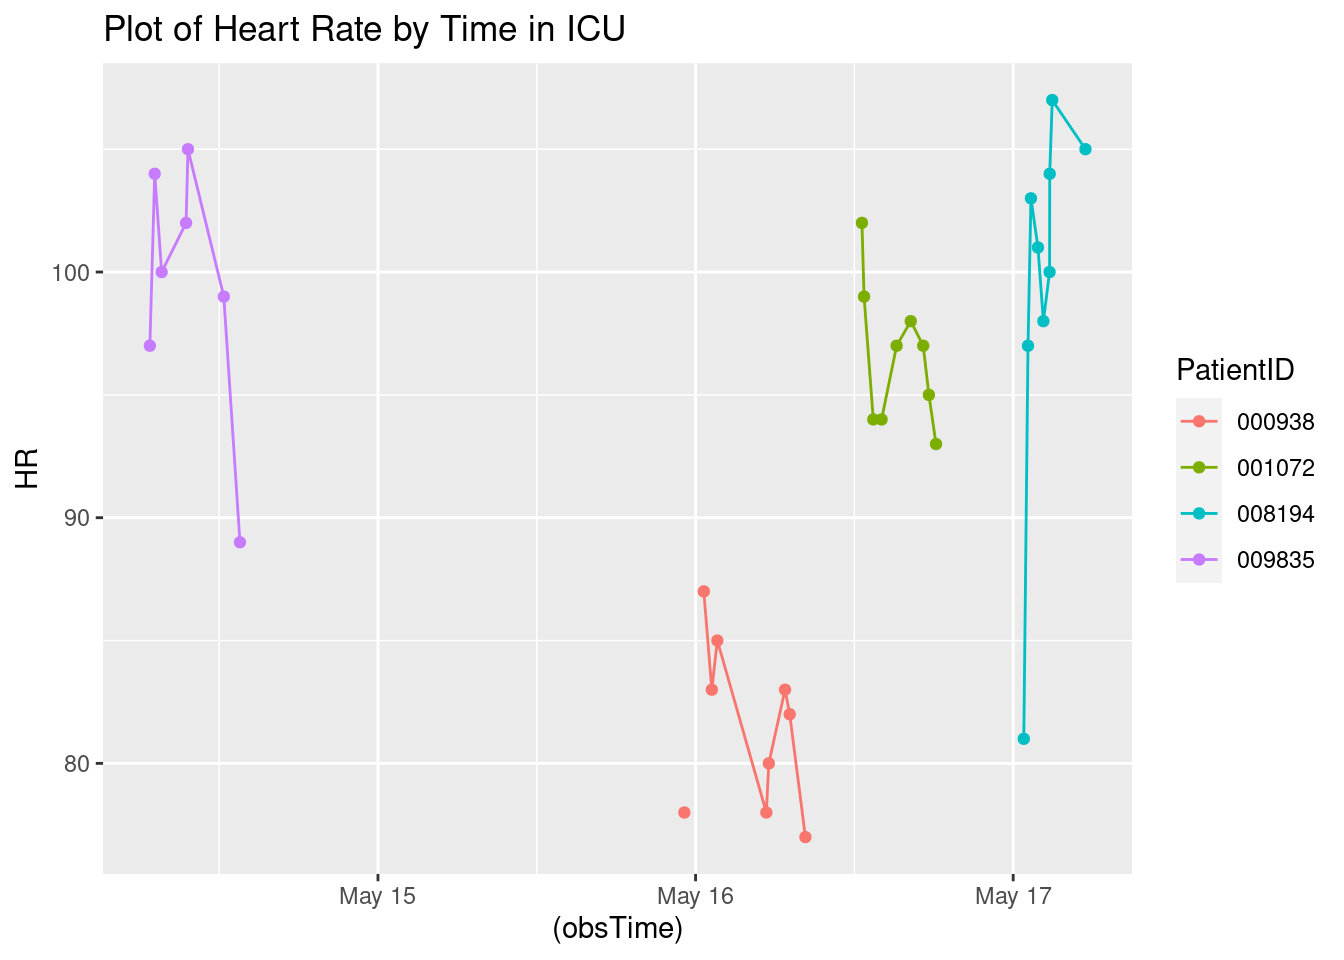 Plot of Heart Rate by Time in ICU
HR
100
90
80
May 15
May 16
May 17
(obsTime)
PatientID
000938
001072
008194
009835